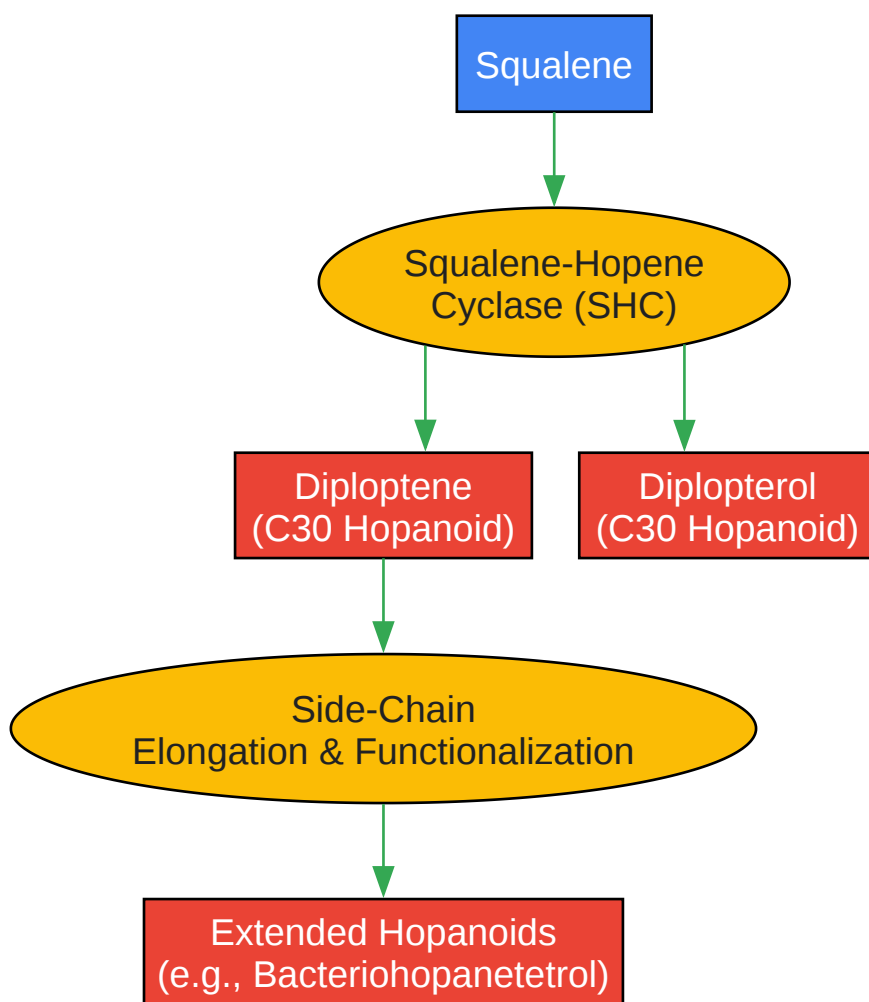 Squalene
Squalene-Hopene
Cyclase (SHC)
Diploptene
(C30 Hopanoid)
Diplopterol
(C30 Hopanoid)
Side-Chain
Elongation & Functionalization
Extended Hopanoids
(e.g., Bacteriohopanetetrol)